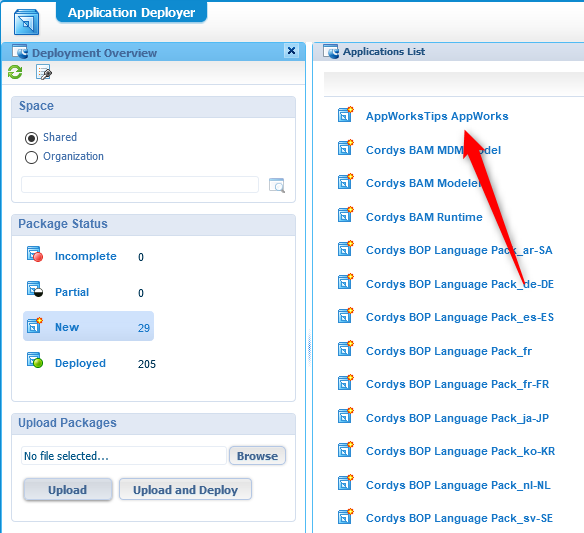 Application Deployer
Deployment Overview
Space
Shared
Organization
Package Status
Incomplete 0
Partial 0
New 29
Deployed 205
Upload Packages
No file selected... Browse
Upload Upload and Deploy
Applications List
AppWorksTips AppWorks
Cordys BAM MDM Model
Cordys BAM Modeler
Cordys BAM Runtime
Cordys BOP Language Pack_ar-SA
Cordys BOP Language Pack_de-DE
Cordys BOP Language Pack_es-ES
Cordys BOP Language Pack_fr
Cordys BOP Language Pack_fr-FR
Cordys BOP Language Pack_ja-JP
Cordys BOP Language Pack_ko-KR
Cordys BOP Language Pack_nl-NL
Cordys BOP Language Pack_sv-SE